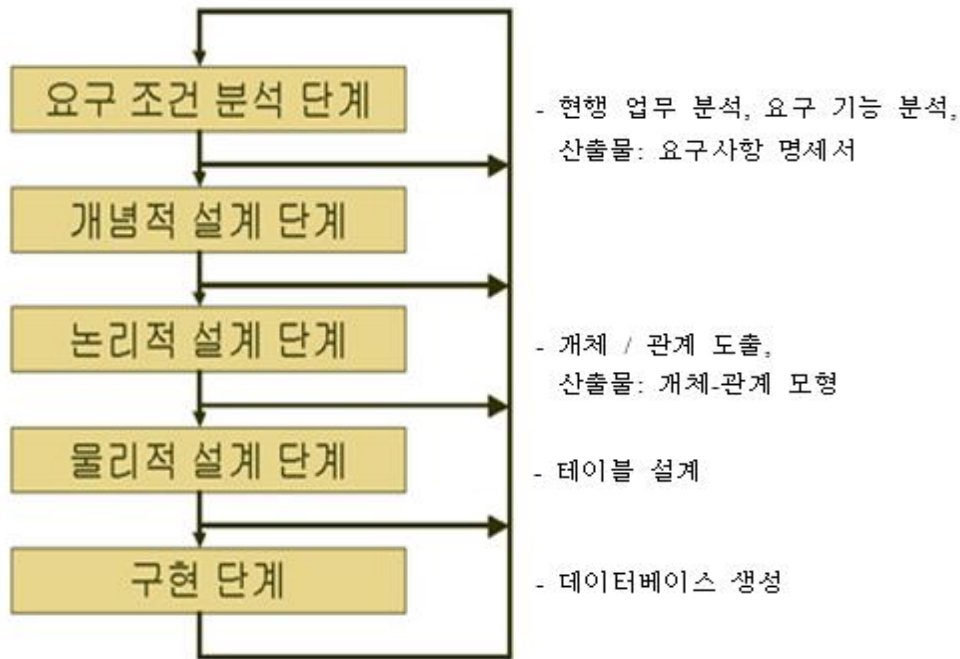 요구 조건 분석 단계
- 현행 업무 분석, 요구 기능 분석,
산출물: 요구사항 명세서
개념적 설계 단계
논리적 설계 단계
- 개체 / 관계 도출,
산출물: 개체-관계 모형
물리적 설계 단계
- 테이블 설계
구현 단계
- 데이터베이스 생성